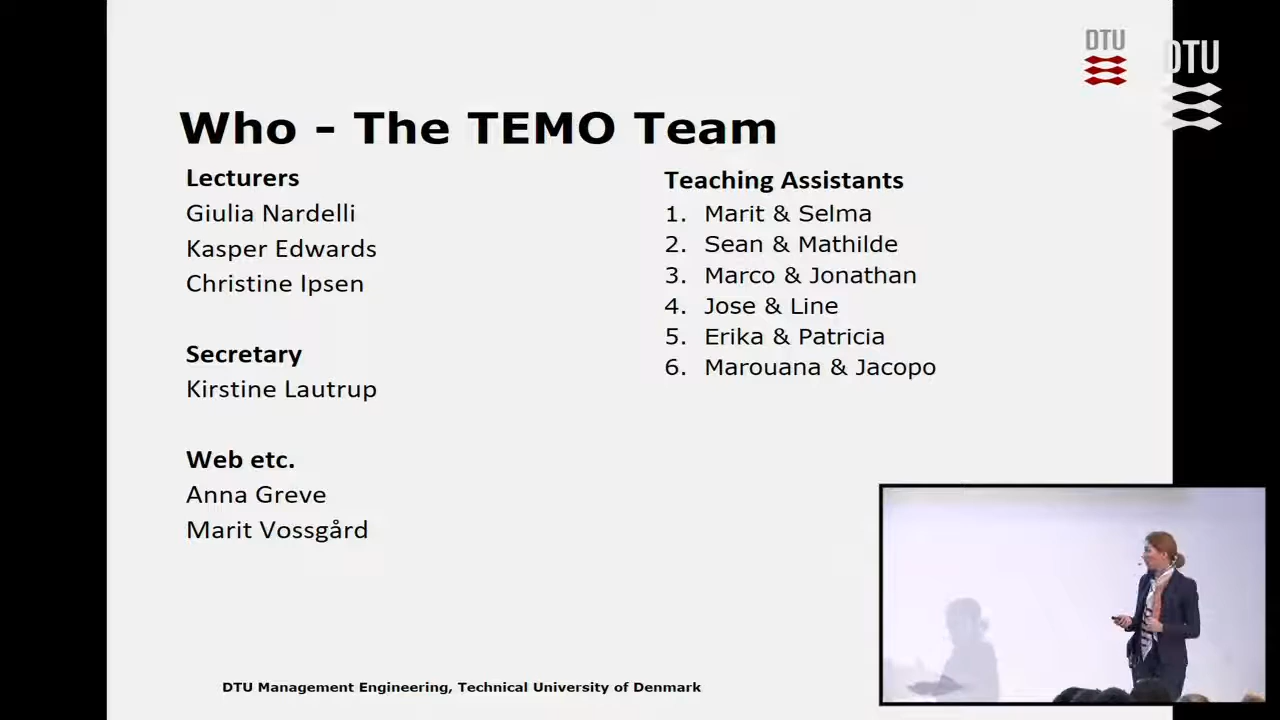 DTU
DTU
Who - The TEMO Team
Lecturers
Giulia Nardelli
Kasper Edwards
Christine Ipsen
Secretary
Kirstine Lautrup
Web etc.
Anna Greve
Marit Vossgård
Teaching Assistants
1. Marit & Selma
2. Sean & Mathilde
3. Marco & Jonathan
4. Jose & Line
5. Erika & Patricia
6. Marouana & Jacopo
DTU Management Engineering, Technical University of Denmark